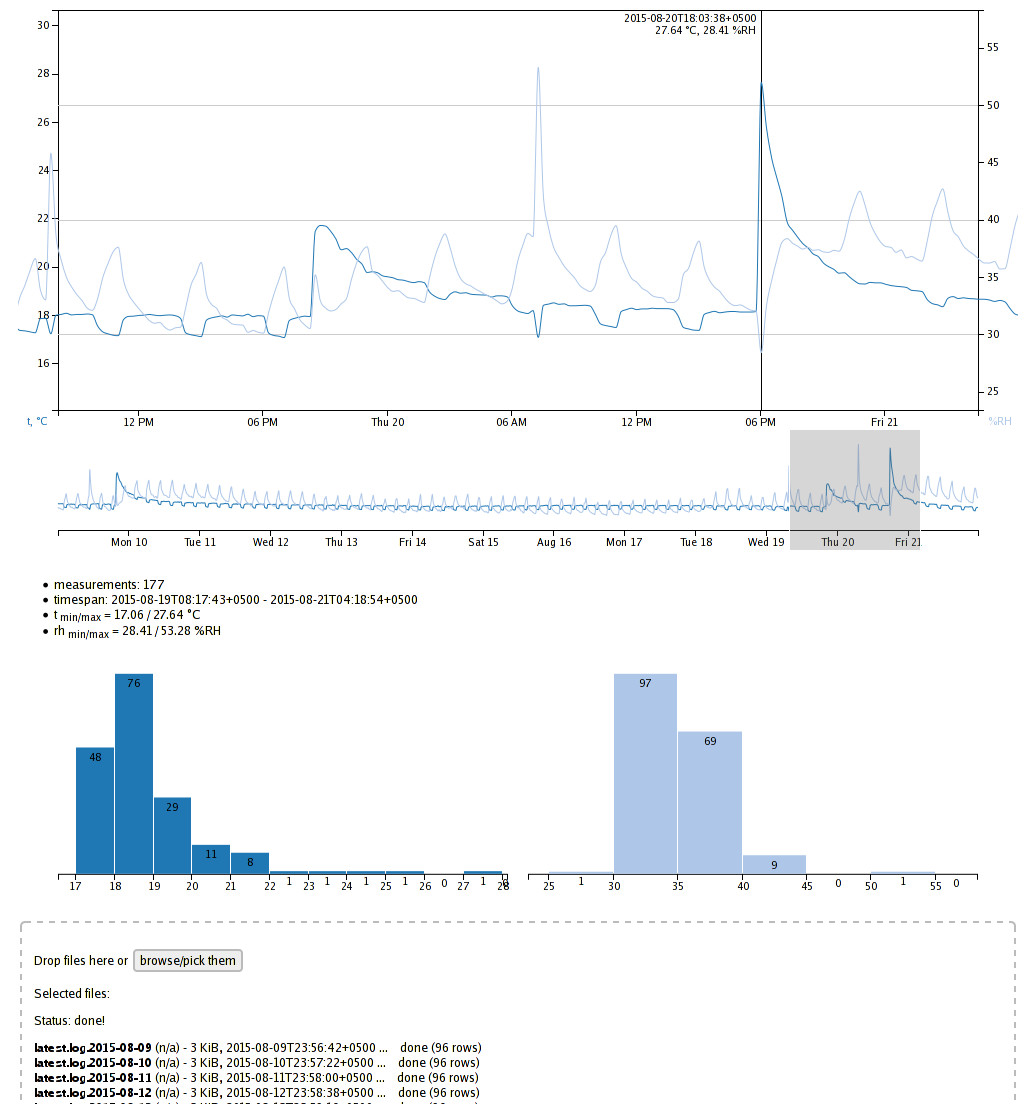 2015-08-20T18:03:38+0500
27.64 °C, 28.41 %RH
30
28
26
24
22
20
18
16
55
50
45
40
35
30
25
t, °C 12 PM 06 PM Thu 20 06 AM 12 PM 06 PM Fri 21 %RH
Mon 10 Tue 11 Wed 12 Thu 13 Fri 14 Sat 15 Aug 16 Mon 17 Tue 18 Wed 19 Thu 20 Fri 21
• measurements: 177
• timespan: 2015-08-19T08:17:43+0500 - 2015-08-21T04:18:54+0500
• t min/max = 17.06 / 27.64 °C
• rh min/max = 28.41 / 53.28 %RH
76
48
29
11
8
1 1 1 1 0 1
17 18 19 20 21 22 23 24 25 26 27 28
97
69
9
1 0 1 0
25 30 35 40 45 50 55
Drop files here or browse/pick them
Selected files:
Status: done!
latest.log.2015-08-09 (n/a) - 3 KiB, 2015-08-09T23:56:42+0500 ... done (96 rows)
latest.log.2015-08-10 (n/a) - 3 KiB, 2015-08-10T23:57:22+0500 ... done (96 rows)
latest.log.2015-08-11 (n/a) - 3 KiB, 2015-08-11T23:58:00+0500 ... done (96 rows)
latest.log.2015-08-12 (n/a) - 3 KiB, 2015-08-12T23:58:38+0500 ... done (96 rows)